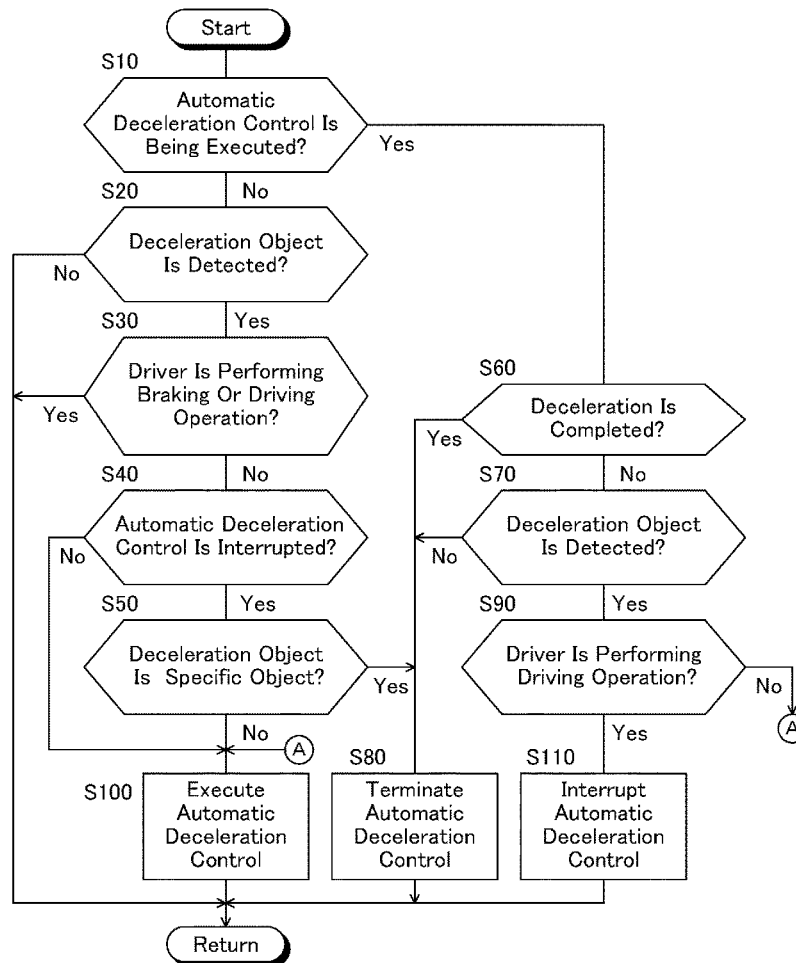 Start
S10
Automatic
Deceleration Control Is
Being Executed?
Yes
No
S20
Deceleration Object
Is Detected?
No
Yes
S30
Driver Is Performing
Braking Or Driving
Operation?
Yes
No
S40
Automatic Deceleration
Control Is Interrupted?
No
Yes
S50
Deceleration Object
Is Specific Object?
Yes
No
A
S60
Deceleration Is
Completed?
Yes
No
S70
Deceleration Object
Is Detected?
No
Yes
S90
Driver Is Performing
Driving Operation?
No
A
Yes
S100
Execute
Automatic
Deceleration
Control
S80
Terminate
Automatic
Deceleration
Control
S110
Interrupt
Automatic
Deceleration
Control
Return